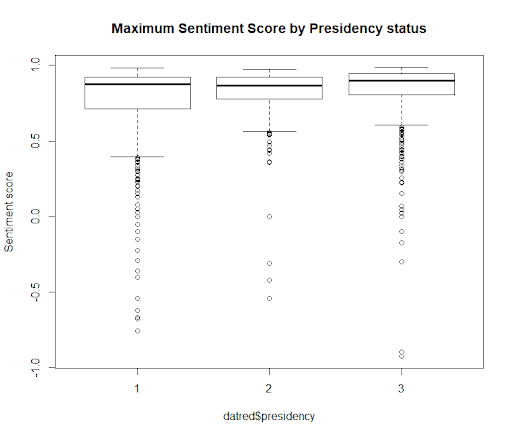 Maximum Sentiment Score by Presidency status
Sentiment score
1.0
0.5
0.0
-0.5
-1.0
1 2 3
datred$presidency